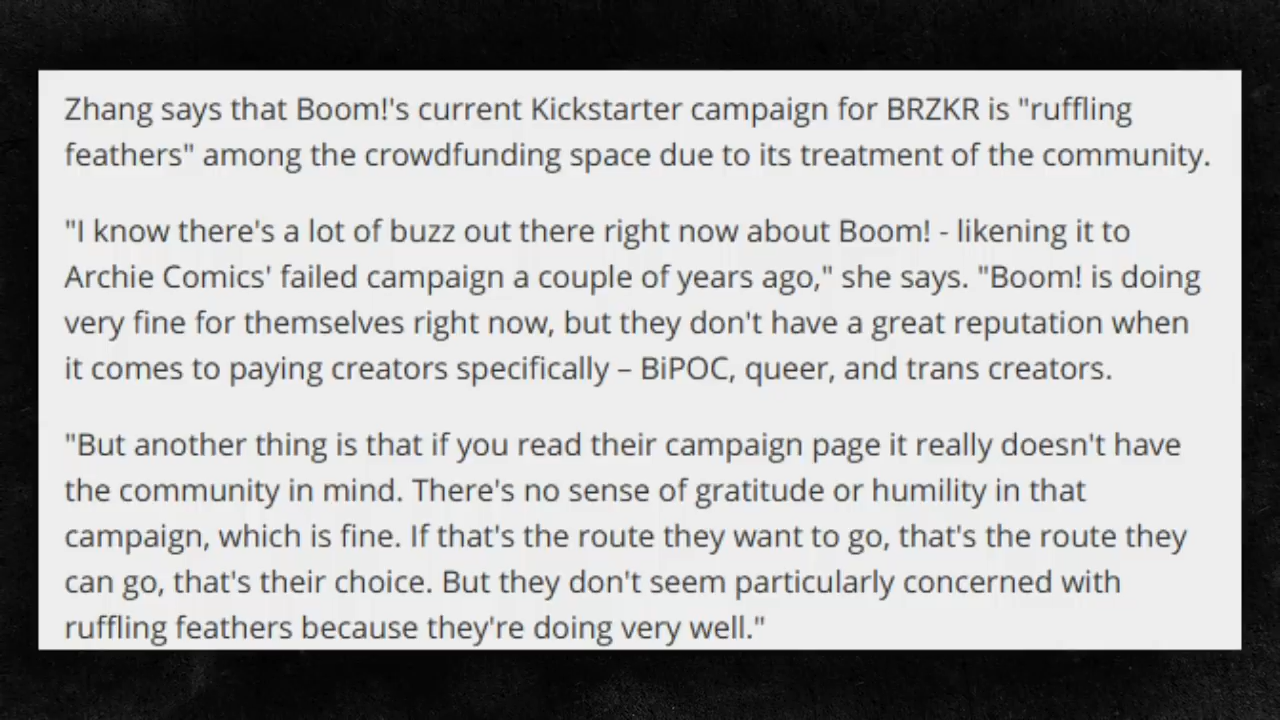 Zhang says that Boom!'s current Kickstarter campaign for BRZKR is "ruffling
feathers" among the crowdfunding space due to its treatment of the community.
"I know there's a lot of buzz out there right now about Boom! - likening it to
Archie Comics' failed campaign a couple of years ago," she says. "Boom! is doing
very fine for themselves right now, but they don't have a great reputation when
it comes to paying creators specifically – BiPOC, queer, and trans creators.
"But another thing is that if you read their campaign page it really doesn't have
the community in mind. There's no sense of gratitude or humility in that
campaign, which is fine. If that's the route they want to go, that's the route they
can go, that's their choice. But they don't seem particularly concerned with
ruffling feathers because they're doing very well."